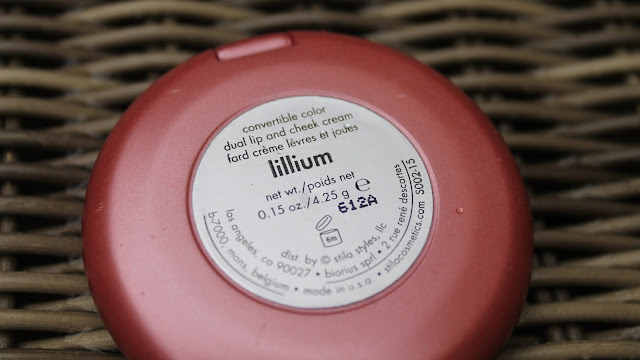 convertible color
dual lip and cheek cream
fard crème lèvres et joues
lillium
net wt./poids net
0.15 oz./4.25 g e
612A
6m
dist. by © stila styles, llc
los angeles, ca 90027 • biorius sprl • 2 rue rené descartes
b-7000, mons, belgium • made in u.s.a. • stilacosmetics.com S00215